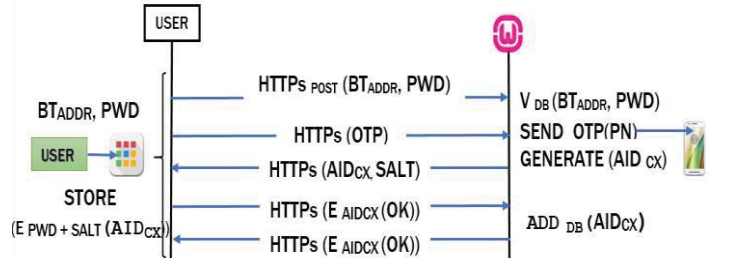 USER
HTTPs POST (BTADDR, PWD)
BTADDR, PWD
V DB (BTADDR, PWD)
HTTPs (OTP)
SEND OTP(PN)
USER
HTTPs (AIDCX, SALT)
GENERATE (AID CX)
STORE
(E PWD + SALT (AIDCX))
HTTPs (E AIDCX (OK))
ADD DB (AIDCX)
HTTPs (E AIDCX (OK))